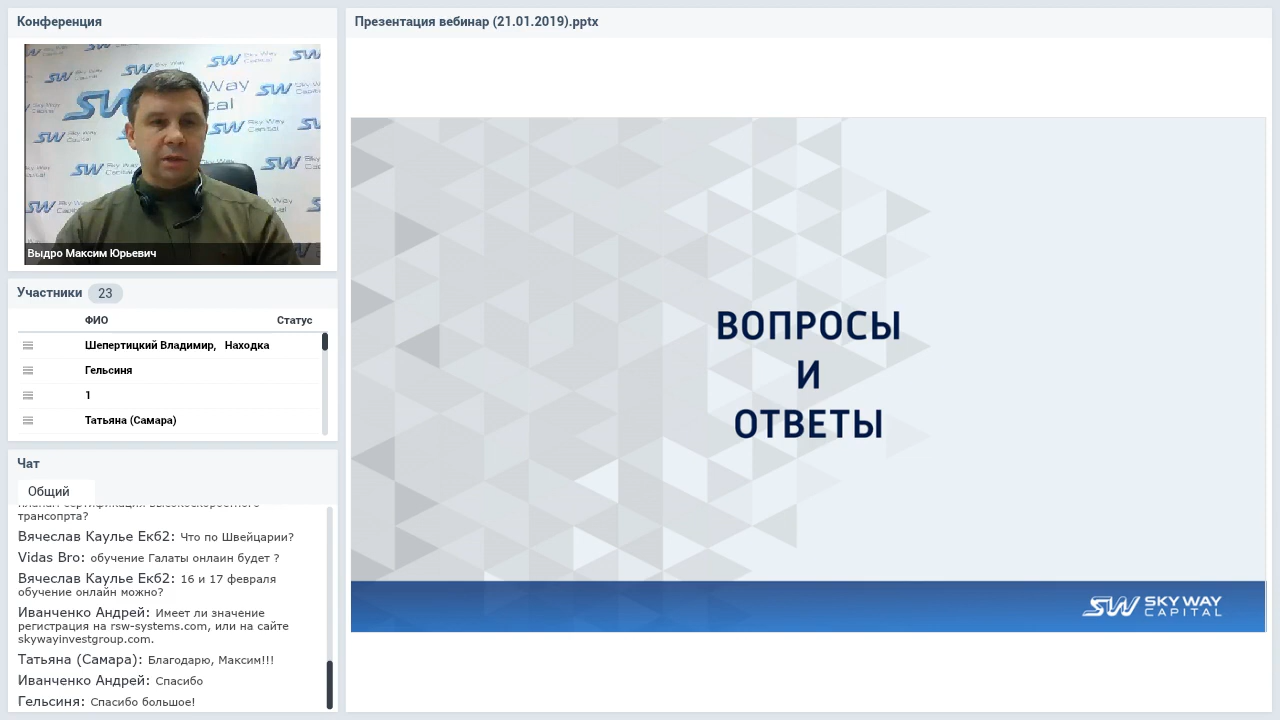 Конференция
Выдро Максим Юрьевич
Участники 23
ФИО Статус
Шепертицкий Владимир, Находка
Гельсиня
1
Татьяна (Самара)
Чат
Общий
трансопрта?
Вячеслав Каулье Екб2: Что по Швейцарии?
Vidas Bro: обучение Галаты онлаин будет ?
Вячеслав Каулье Екб2: 16 и 17 февраля
обучение онлайн можно?
Иванченко Андрей: Имеет ли значение
регистрация на rsw-systems.com, или на сайте
skywayinvestgroup.com.
Татьяна (Самара): Благодарю, Максим!!!
Иванченко Андрей: Спасибо
Гельсиня: Спасибо большое!
Презентация вебинар (21.01.2019).pptx
ВОПРОСЫ
И
ОТВЕТЫ
SW SKY WAY
CAPITAL